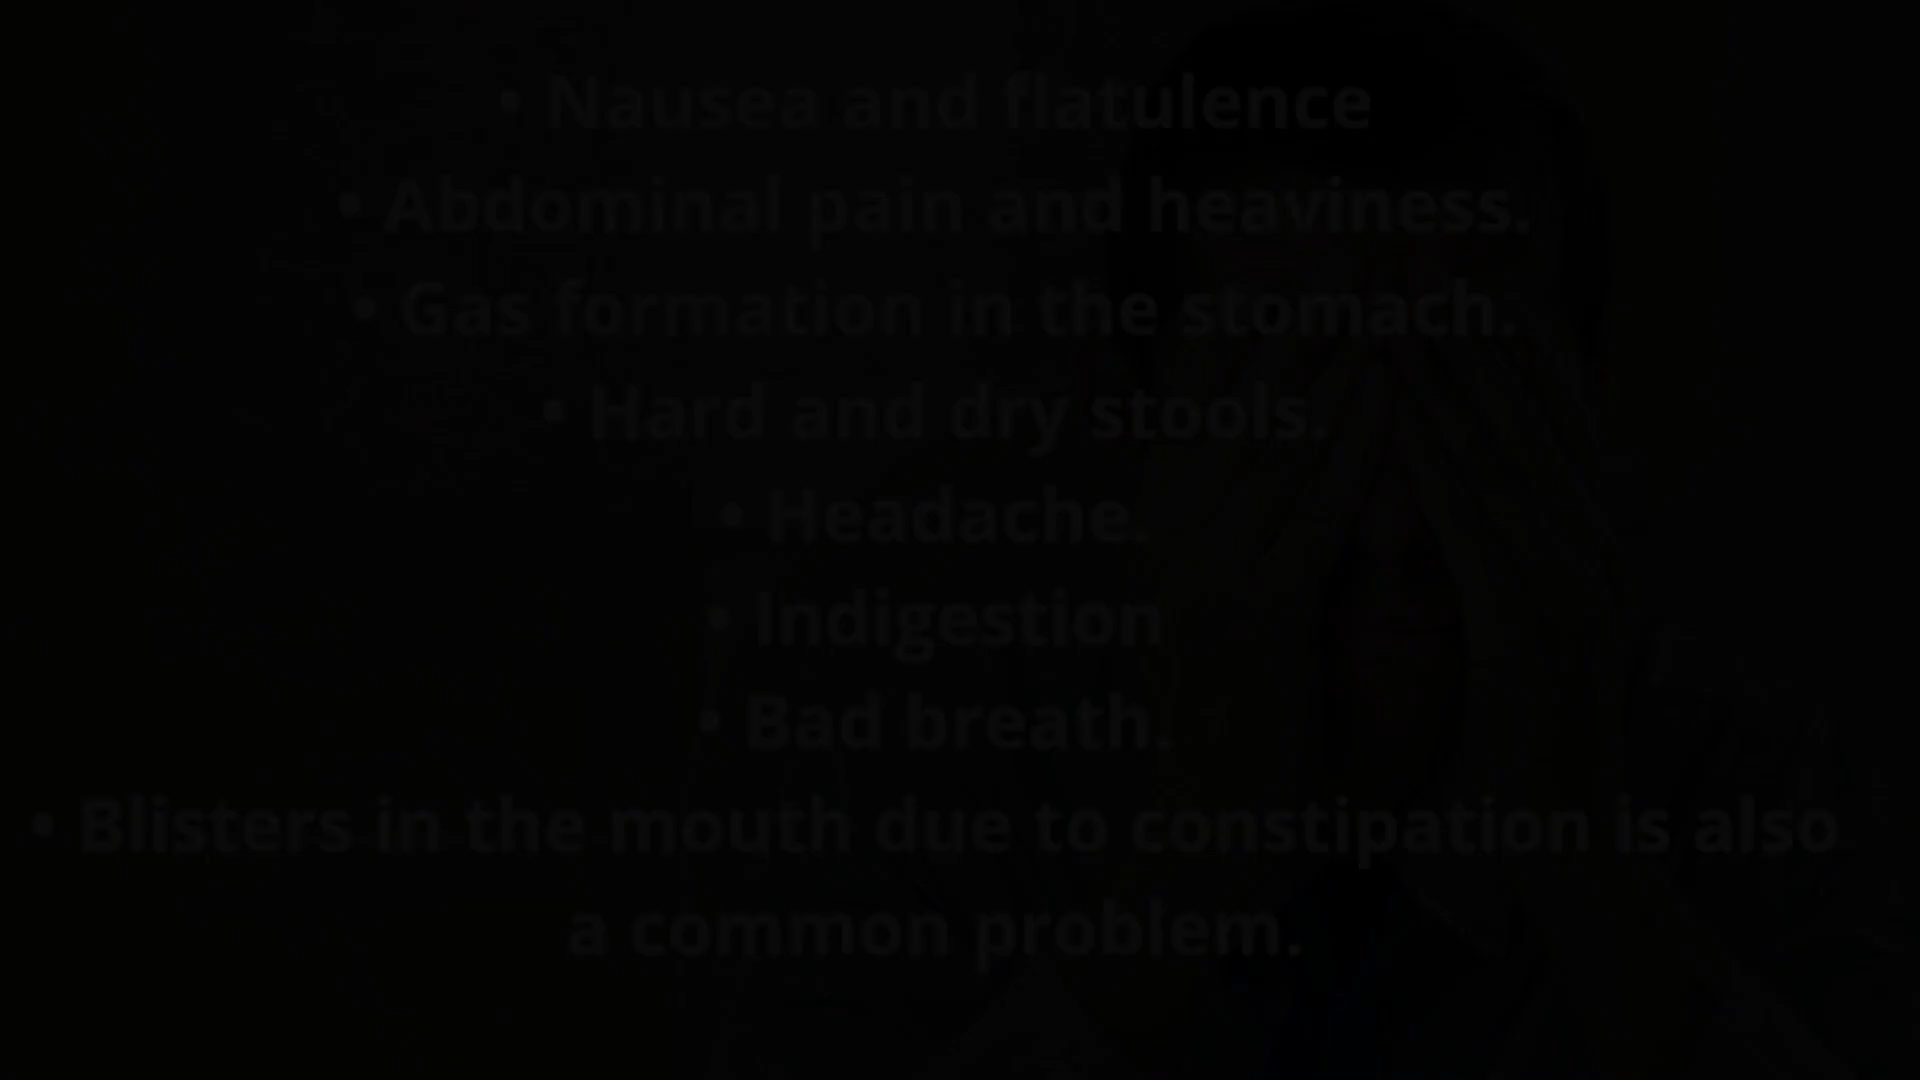 • Nausea and flatulence
• Abdominal pain and heaviness.
• Gas formation in the stomach.
• Hard and dry stools.
• Headache.
• Indigestion
• Bad breath.
• Blisters in the mouth due to constipation is also
a common problem.